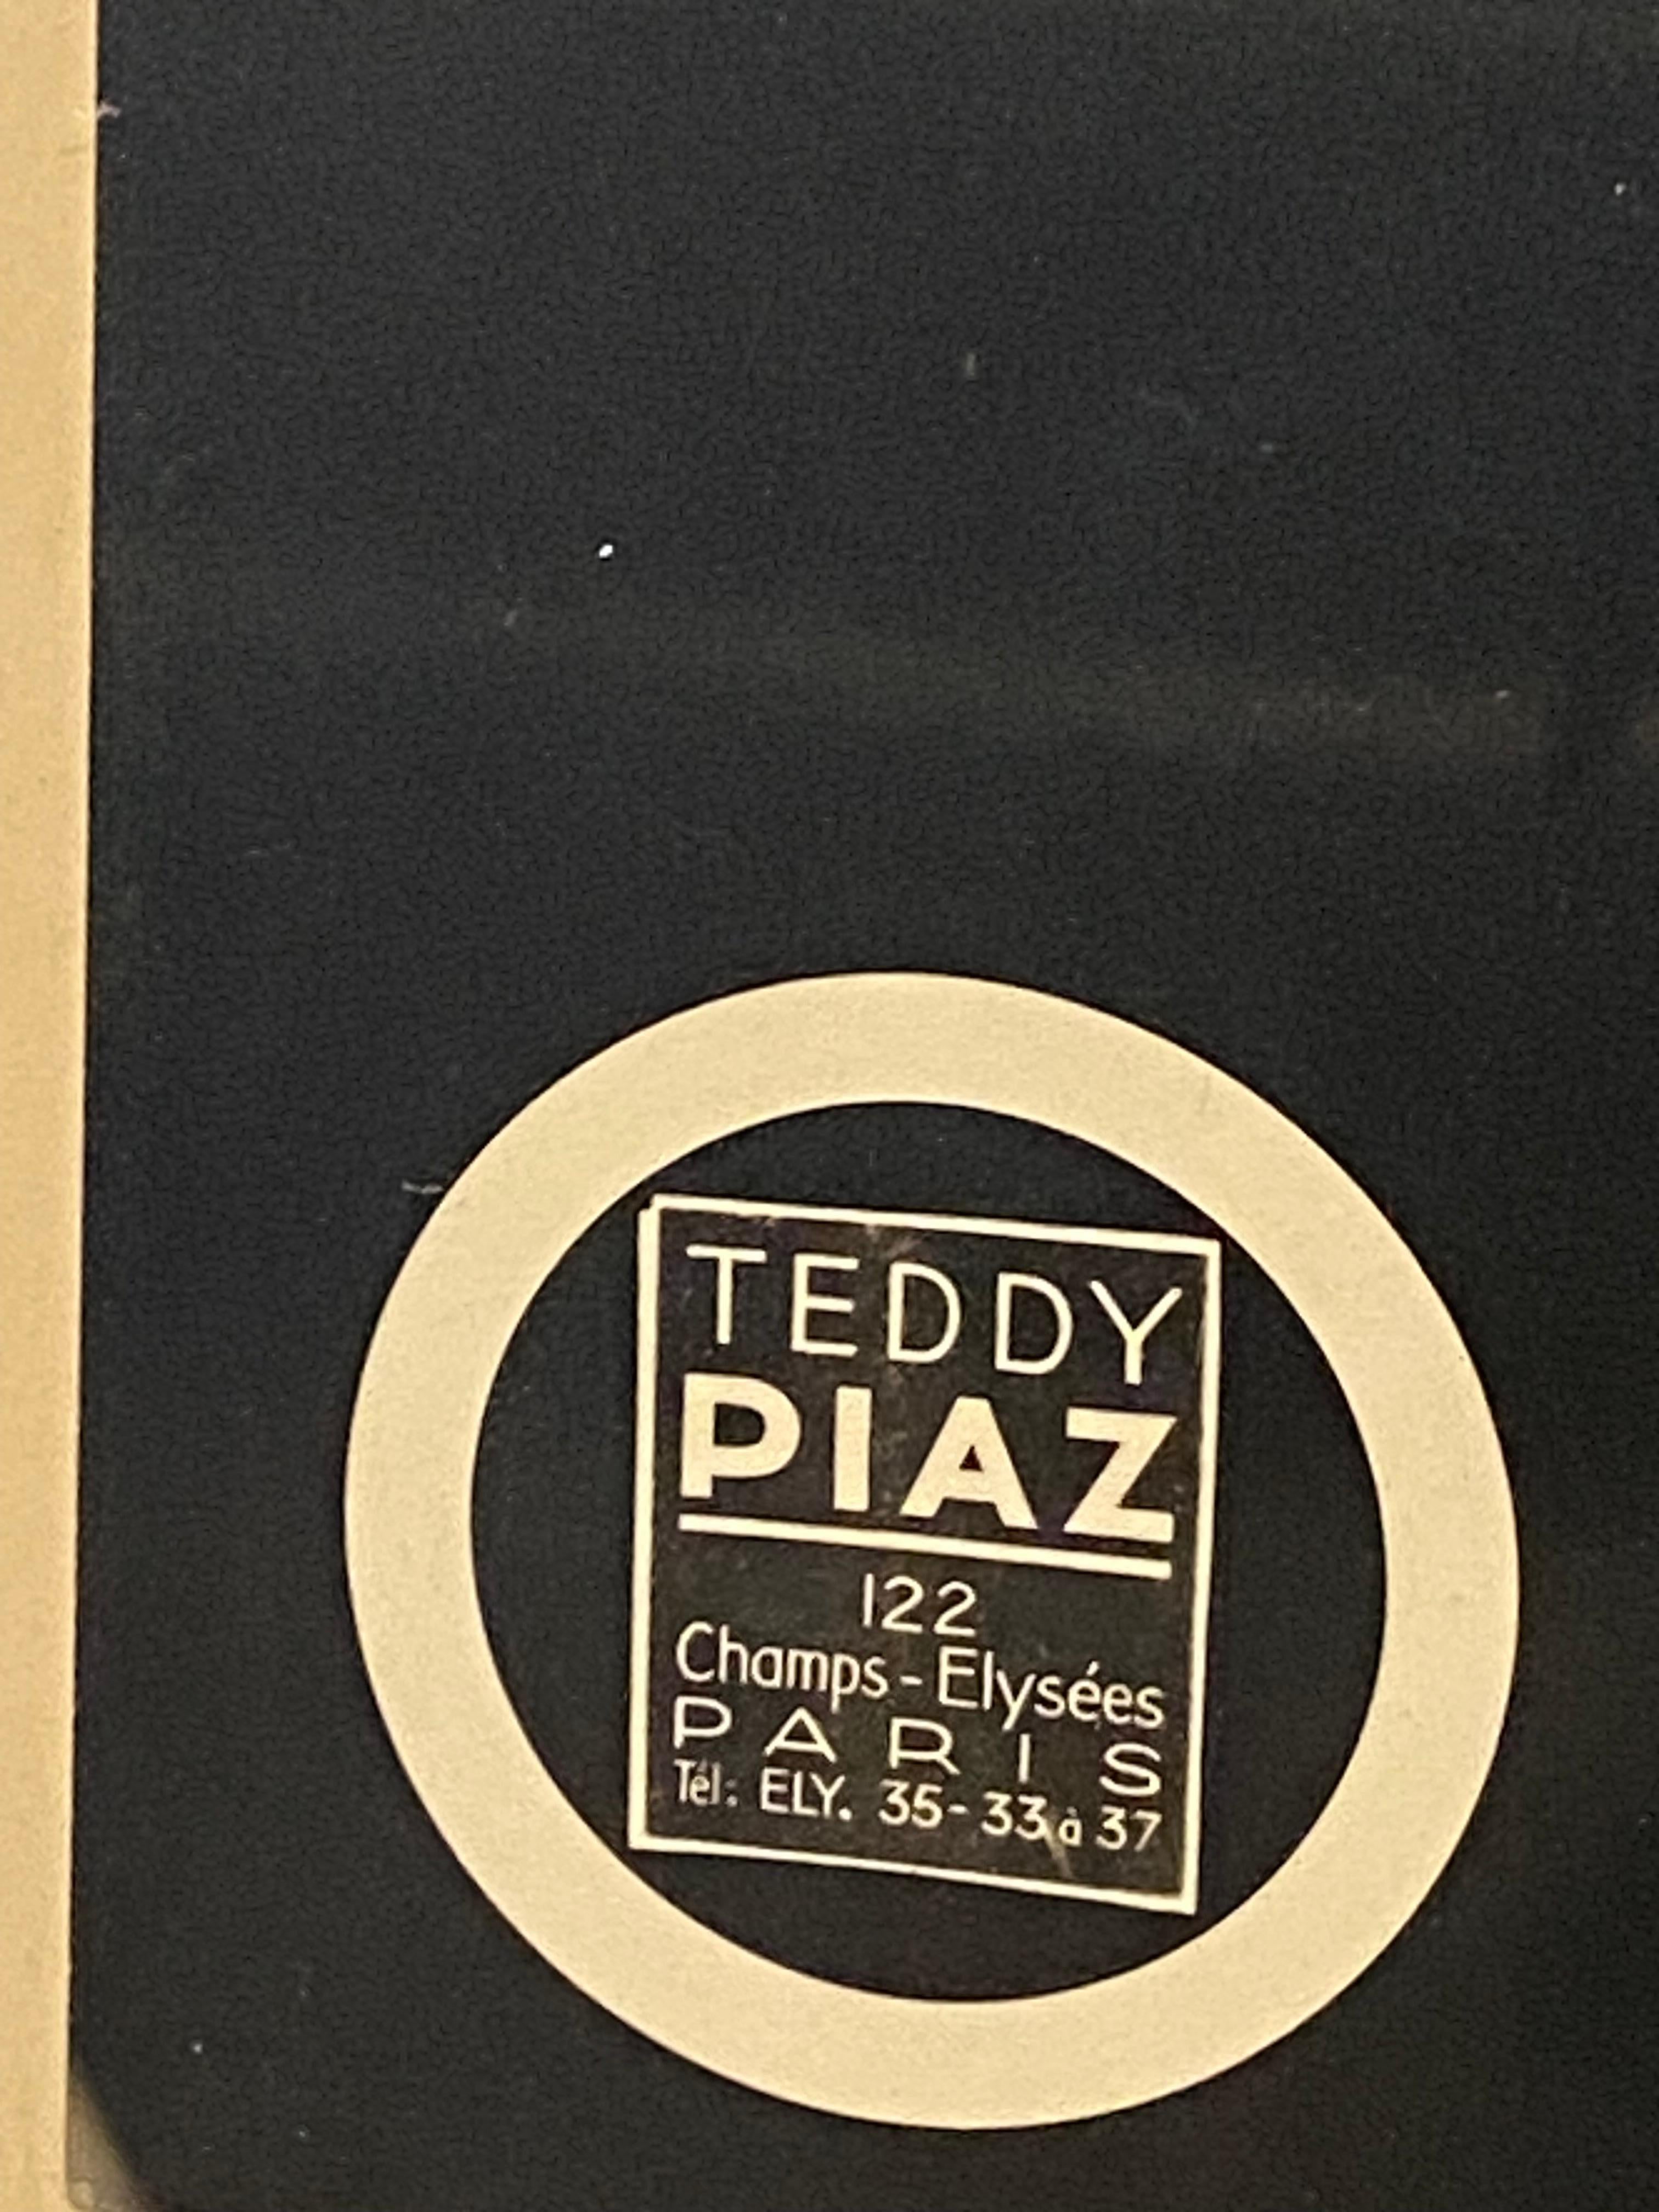 TEDDY
PIAZ
122
Champs-Elysées
PARIS
Tél: ELY. 35-33 à 37